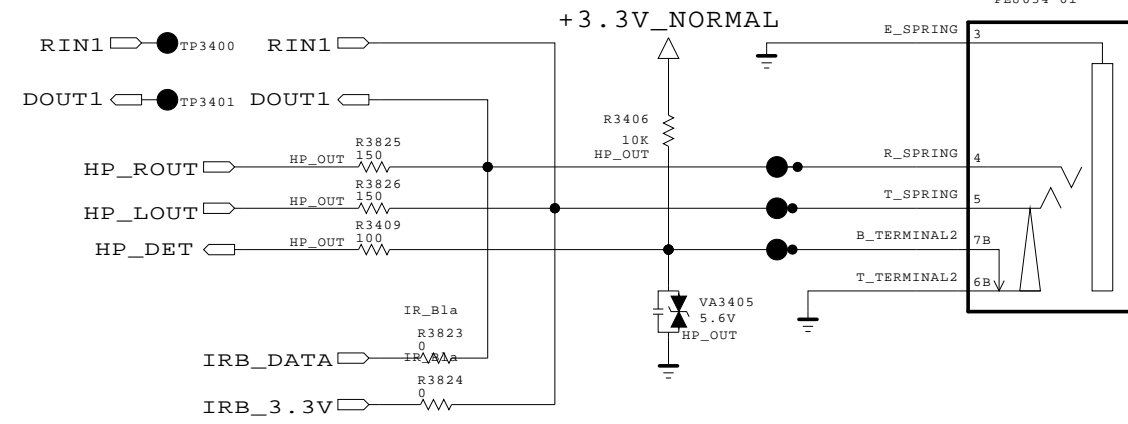 +3.3V_NORMAL
E_SPRING 3
RIN1 TP3400 RIN1
DOUT1 TP3401 DOUT1
R3406
10K
HP_OUT
R3825
150
HP_ROUT HP_OUT
R_SPRING 4
R3826
150
HP_LOUT HP_OUT
T_SPRING 5
R3409
100
HP_DET HP_OUT
B_TERMINAL2 7B
T_TERMINAL2 6B
VA3405
5.6V
HP_OUT
IR_Bla
R3823
0
IRB_DATA IR_Bla
R3824
0
IRB_3.3V